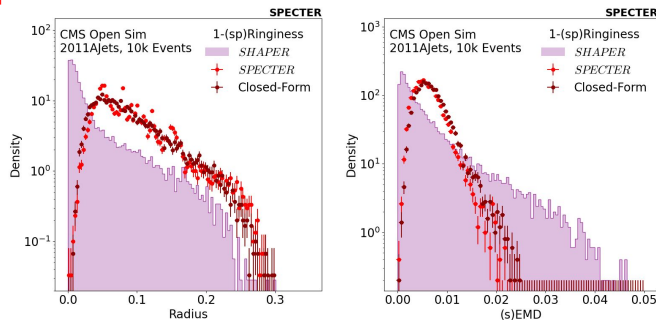 SPECTER
CMS Open Sim
2011AJets, 10k Events
1-(sp)Ringiness
SHAPER
SPECTER
Closed-Form
10²
10¹
10⁰
10⁻¹
Density
0.0 0.1 0.2 0.3
Radius
SPECTER
CMS Open Sim
2011AJets, 10k Events
1-(sp)Ringiness
SHAPER
SPECTER
Closed-Form
10³
10²
10¹
10⁰
Density
0.00 0.01 0.02 0.03 0.04 0.05
(s)EMD